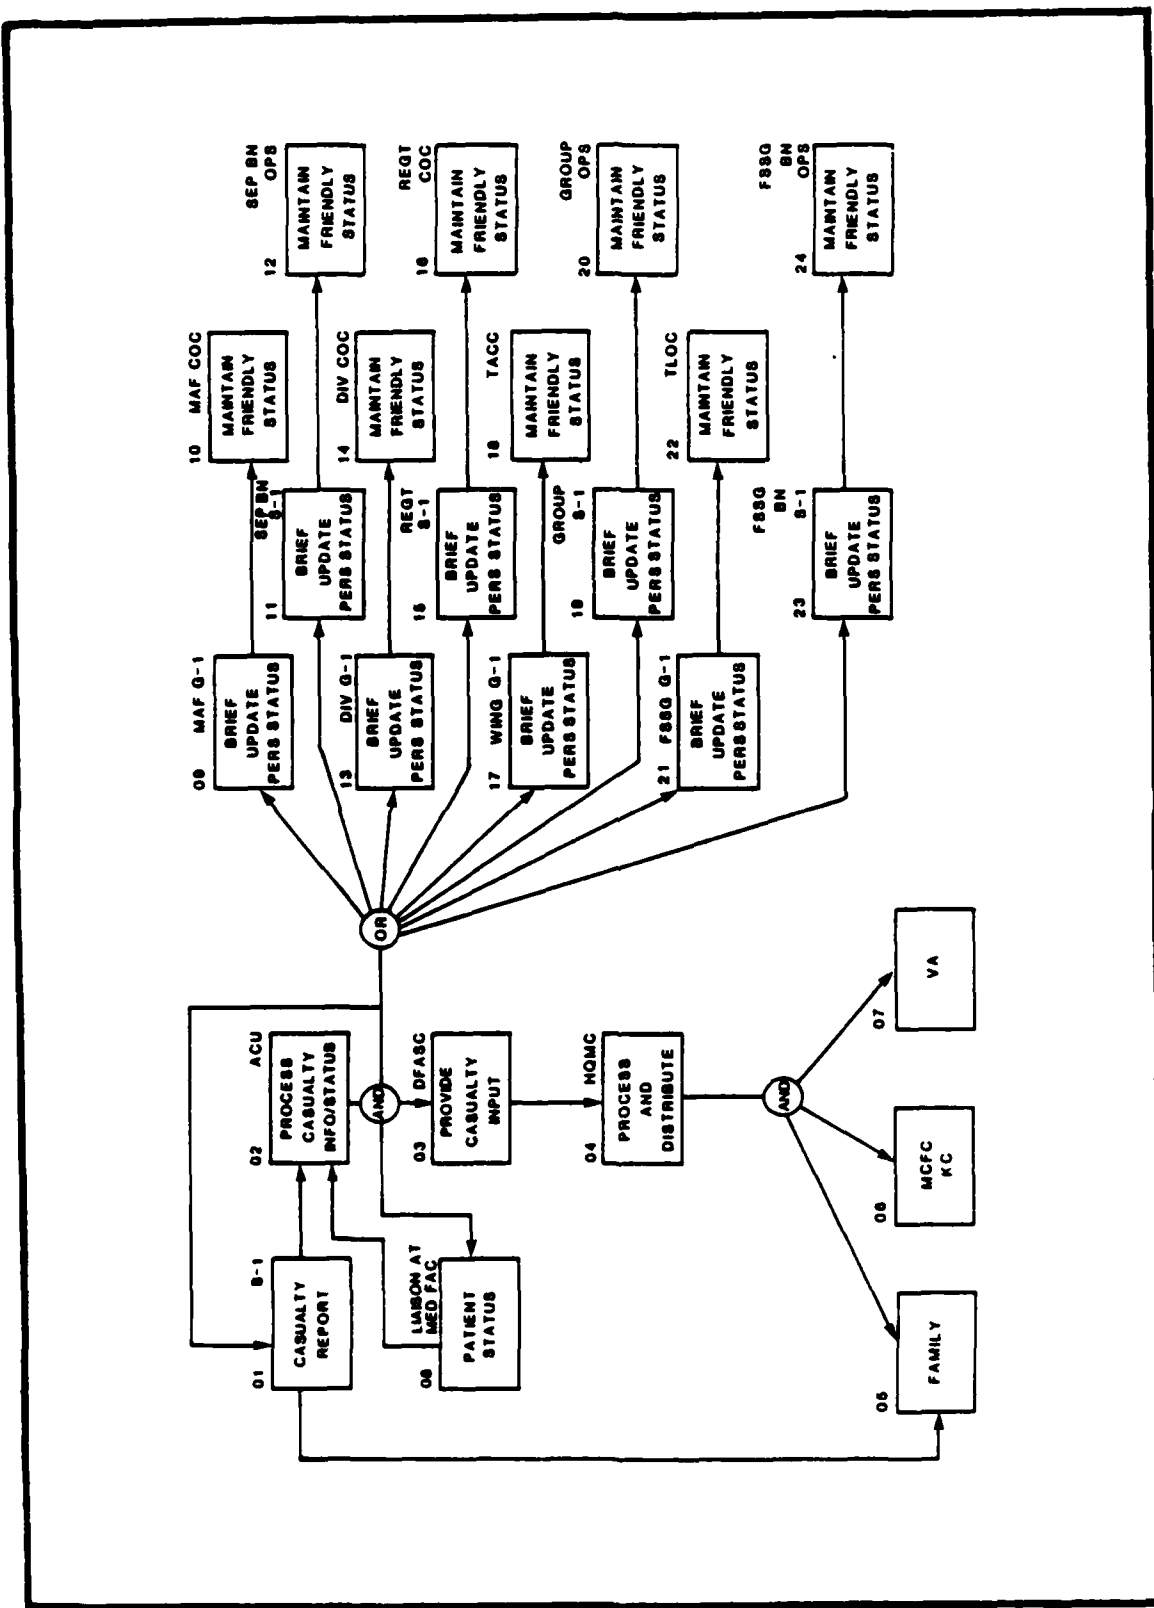 01 S-1
CASUALTY
REPORT
02 ACU
PROCESS
CASUALTY
INFO/STATUS
08 LIAISON AT
MED FAC
PATIENT
STATUS
AND
03 DFASC
PROVIDE
CASUALTY
INPUT
04 HQMC
PROCESS
AND
DISTRIBUTE
AND
05
FAMILY
06
MCFC
KC
07
VA
OR
09 MAF G-1
BRIEF
UPDATE
PERS STATUS
10 MAF COC
MAINTAIN
FRIENDLY
STATUS
11 SEP BN
S-1
BRIEF
UPDATE
PERS STATUS
12 SEP BN
OPS
MAINTAIN
FRIENDLY
STATUS
13 DIV G-1
BRIEF
UPDATE
PERS STATUS
14 DIV COC
MAINTAIN
FRIENDLY
STATUS
15 REGT
S-1
BRIEF
UPDATE
PERS STATUS
16 REGT
COC
MAINTAIN
FRIENDLY
STATUS
17 WING G-1
BRIEF
UPDATE
PERS STATUS
18 TACC
MAINTAIN
FRIENDLY
STATUS
19 GROUP
S-1
BRIEF
UPDATE
PERS STATUS
20 GROUP
OPS
MAINTAIN
FRIENDLY
STATUS
21 FSSG G-1
BRIEF
UPDATE
PERS STATUS
22 TLOC
MAINTAIN
FRIENDLY
STATUS
23 FSSG
BN
S-1
BRIEF
UPDATE
PERS STATUS
24 FSSG
BN
OPS
MAINTAIN
FRIENDLY
STATUS